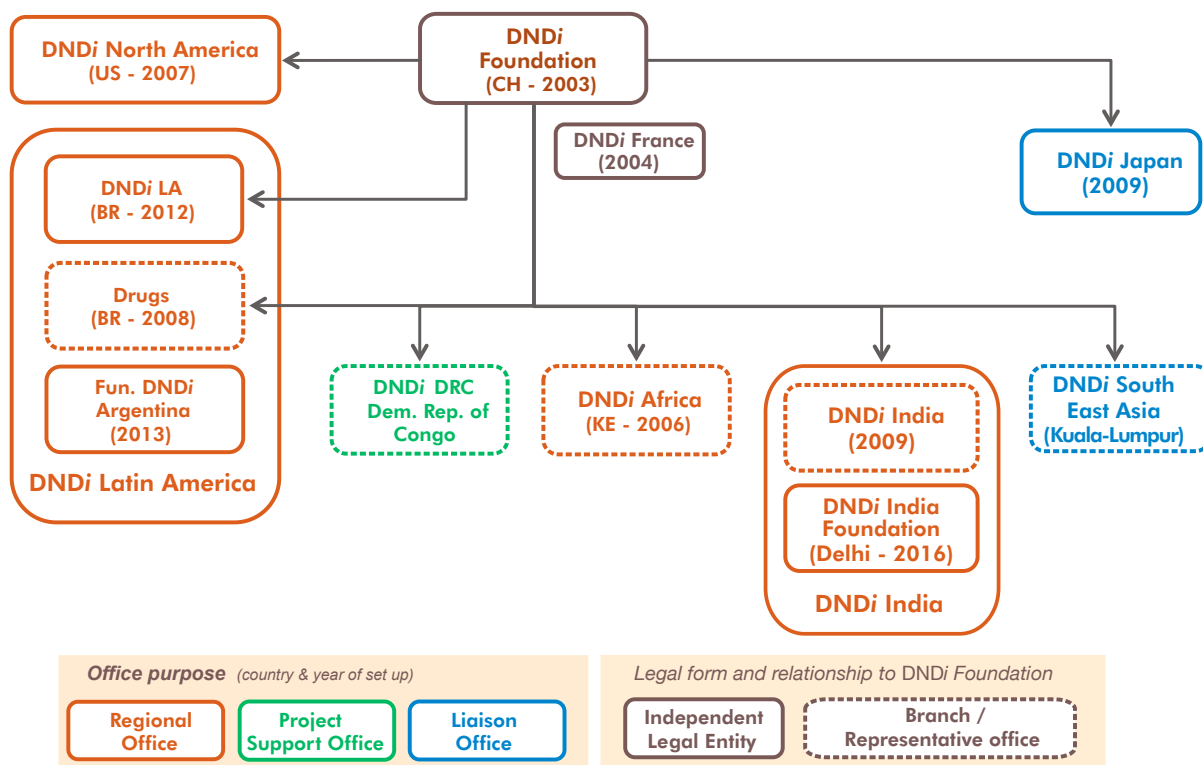 DNDi North America
(US - 2007)
DNDi
Foundation
(CH - 2003)
DNDi France
(2004)
DNDi Japan
(2009)
DNDi LA
(BR - 2012)
Drugs
(BR - 2008)
Fun. DNDi
Argentina
(2013)
DNDi Latin America
DNDi DRC
Dem. Rep. of
Congo
DNDi Africa
(KE - 2006)
DNDi India
(2009)
DNDi India
Foundation
(Delhi - 2016)
DNDi India
DNDi South
East Asia
(Kuala-Lumpur)
Office purpose (country & year of set up)
Regional
Office
Project
Support Office
Liaison
Office
Legal form and relationship to DNDi Foundation
Independent
Legal Entity
Branch /
Representative office